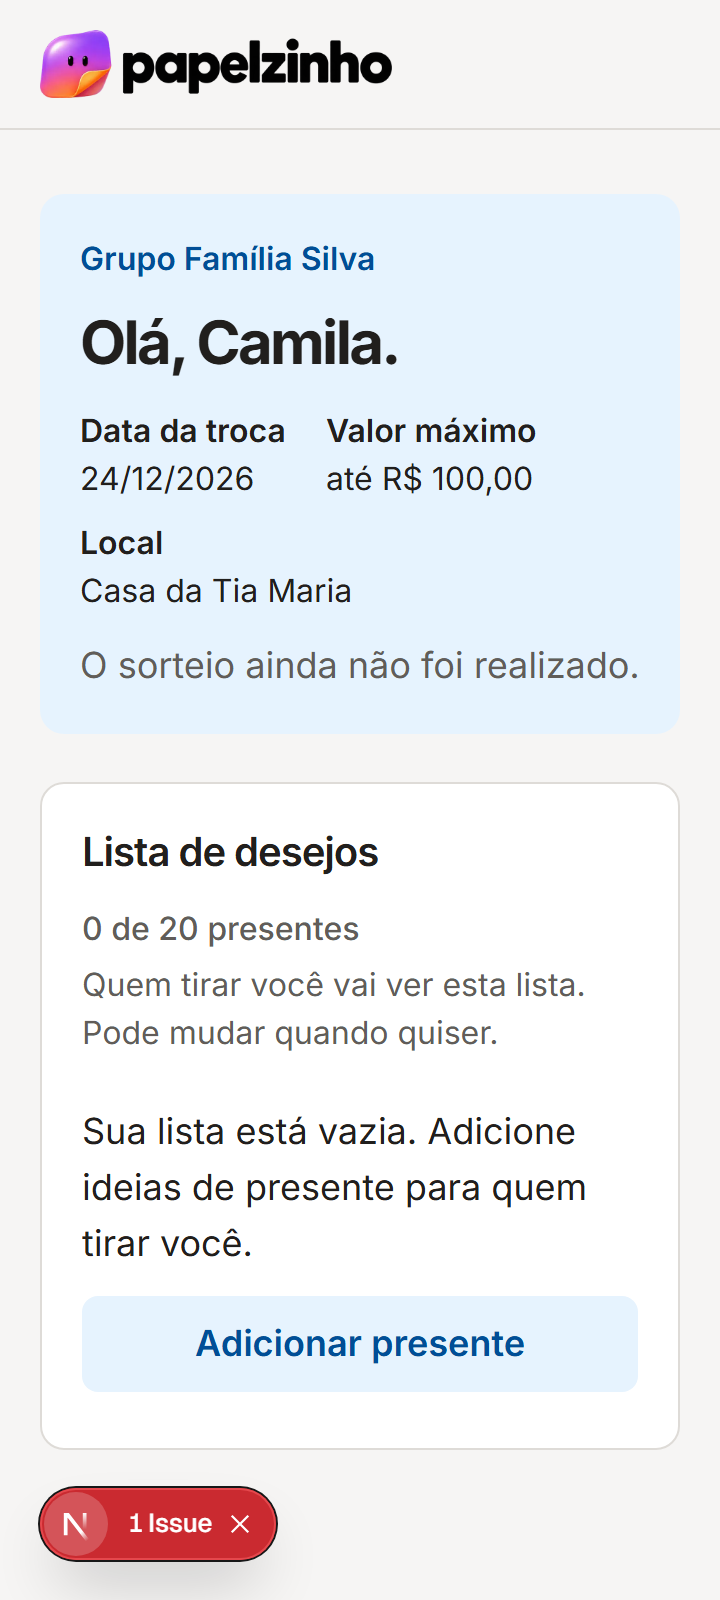 papelzinho
Grupo Família Silva
Olá, Camila.
Data da troca
24/12/2026
Valor máximo
até R$ 100,00
Local
Casa da Tia Maria
O sorteio ainda não foi realizado.
Lista de desejos
0 de 20 presentes
Quem tirar você vai ver esta lista.
Pode mudar quando quiser.
Sua lista está vazia. Adicione
ideias de presente para quem
tirar você.
Adicionar presente
N 1 Issue